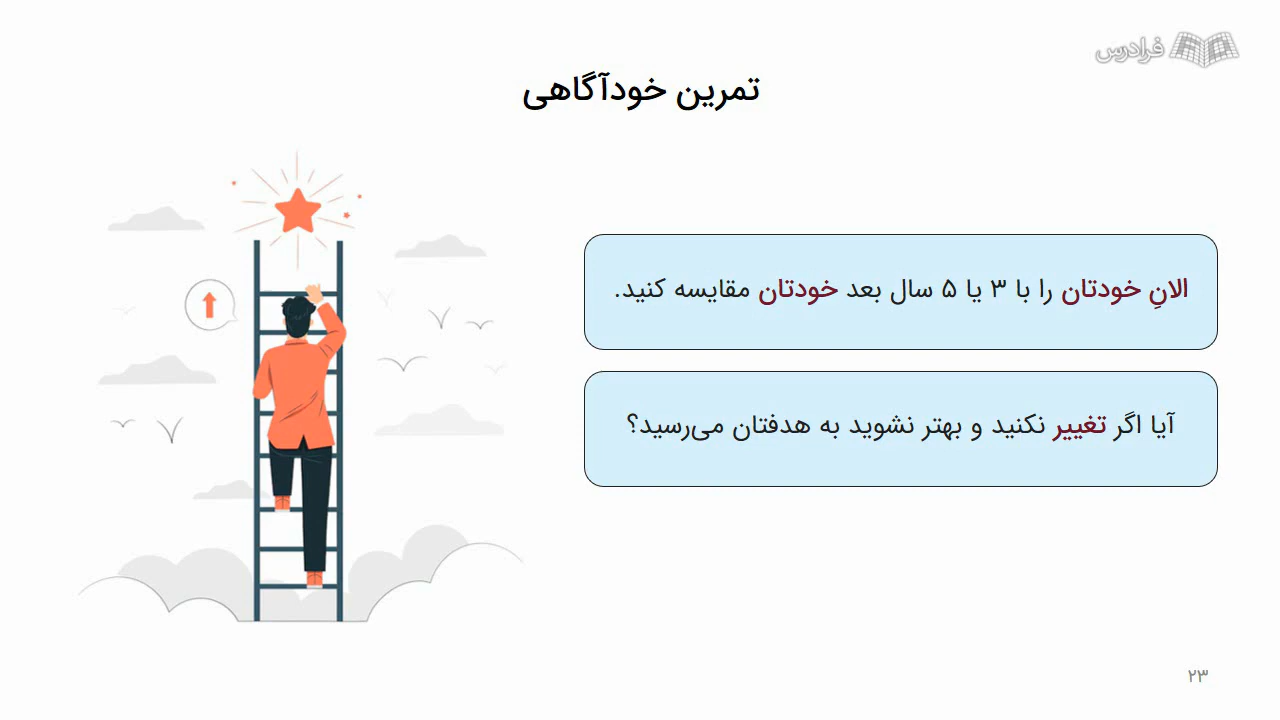 فرادرس
تمرین خودآگاهی
الانِ خودتان را با ۳ یا ۵ سال بعد خودتان مقایسه کنید.
آیا اگر تغییر نکنید و بهتر نشوید به هدفتان می‌رسید؟
۲۳